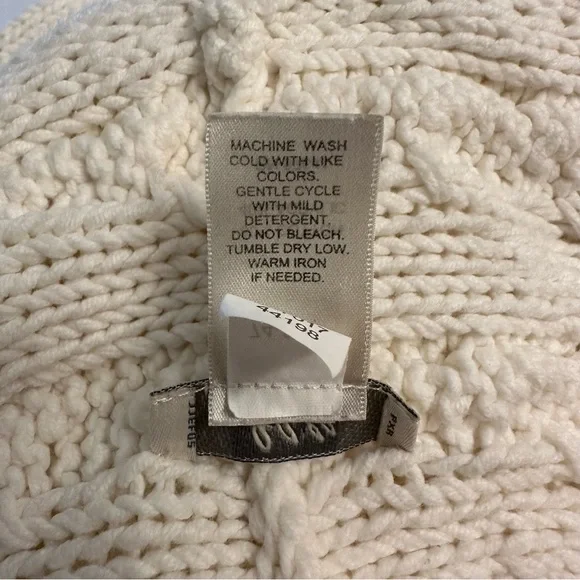 MACHINE WASH
COLD WITH LIKE
COLORS.
GENTLE CYCLE
WITH MILD
DETERGENT.
DO NOT BLEACH.
TUMBLE DRY LOW.
WARM IRON
IF NEEDED.
44198
PXR